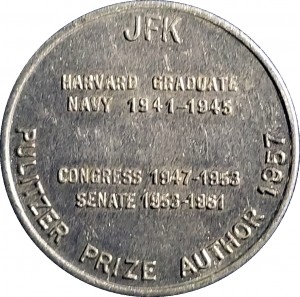 JFK
HARVARD GRADUATE
NAVY 1941-1945
CONGRESS 1947-1953
SENATE 1953-1961
PULITZER PRIZE AUTHOR 1957